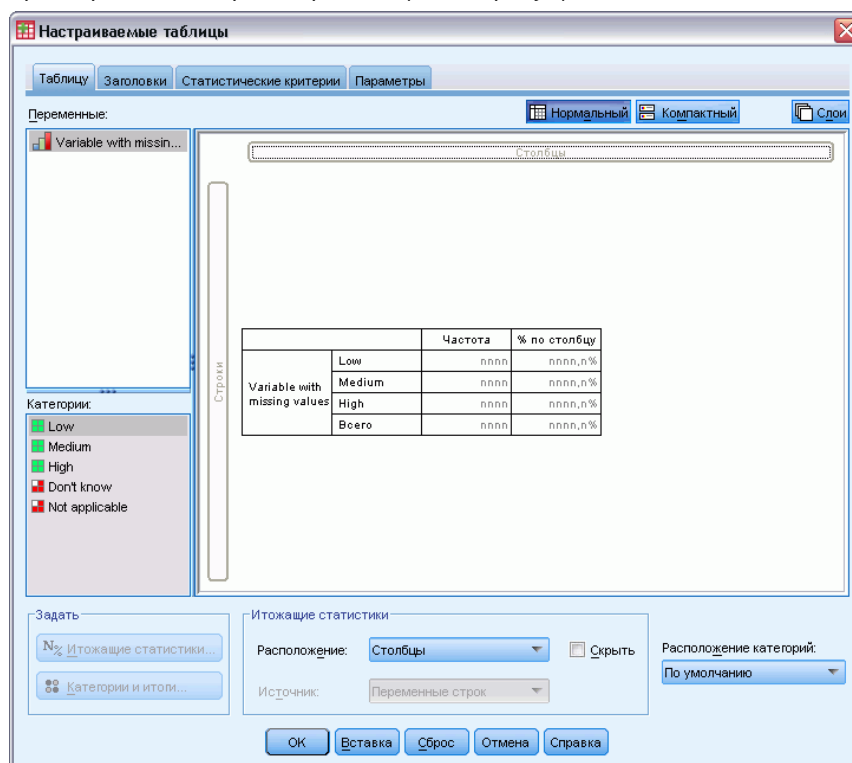 Настраиваемые таблицы
Таблицу Заголовки Статистические критерии Параметры
Переменные:
Нормальный Компактный Слои
Variable with missin...
Столбцы
Строки
Частота % по столбцу
Variable with missing values
Low nnnn nnnn,n%
Medium nnnn nnnn,n%
High nnnn nnnn,n%
Всего nnnn nnnn,n%
Категории:
Low
Medium
High
Don't know
Not applicable
Задать
N% Итожащие статистики...
Категории и итоги...
Итожащие статистики
Расположение: Столбцы Скрыть
Источник: Переменные строк
Расположение категорий:
По умолчанию
OK Вставка Сброс Отмена Справка